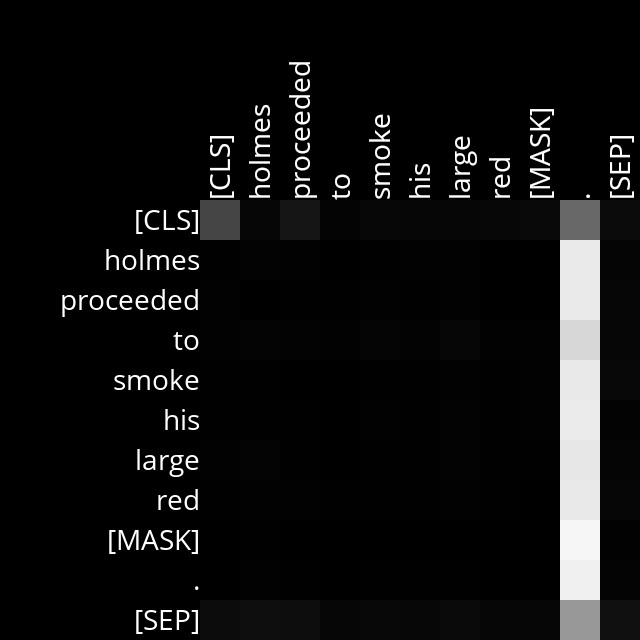 [CLS]
holmes
proceeded
to
smoke
his
large
red
[MASK]
.
[SEP]
[CLS]
holmes
proceeded
to
smoke
his
large
red
[MASK]
.
[SEP]